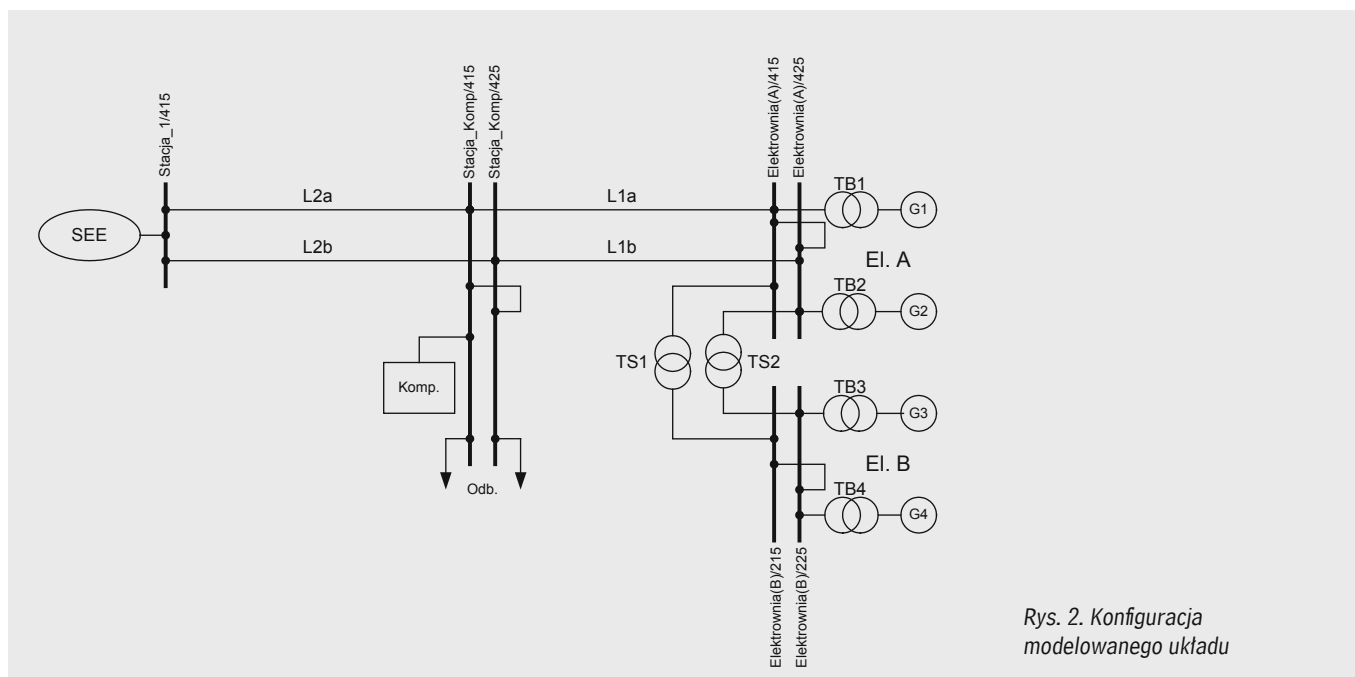 Stacja_1/415
Stacja_Komp/415
Stacja_Komp/425
Elektrownia(A)/415
Elektrownia(A)/425
L2a
L1a
TB1
G1
SEE
L2b
L1b
El. A
TB2
G2
TS1
TS2
Komp.
TB3
G3
El. B
Odb.
TB4
G4
Elektrownia(B)/215
Elektrownia(B)/225
Rys. 2. Konfiguracja
modelowanego układu